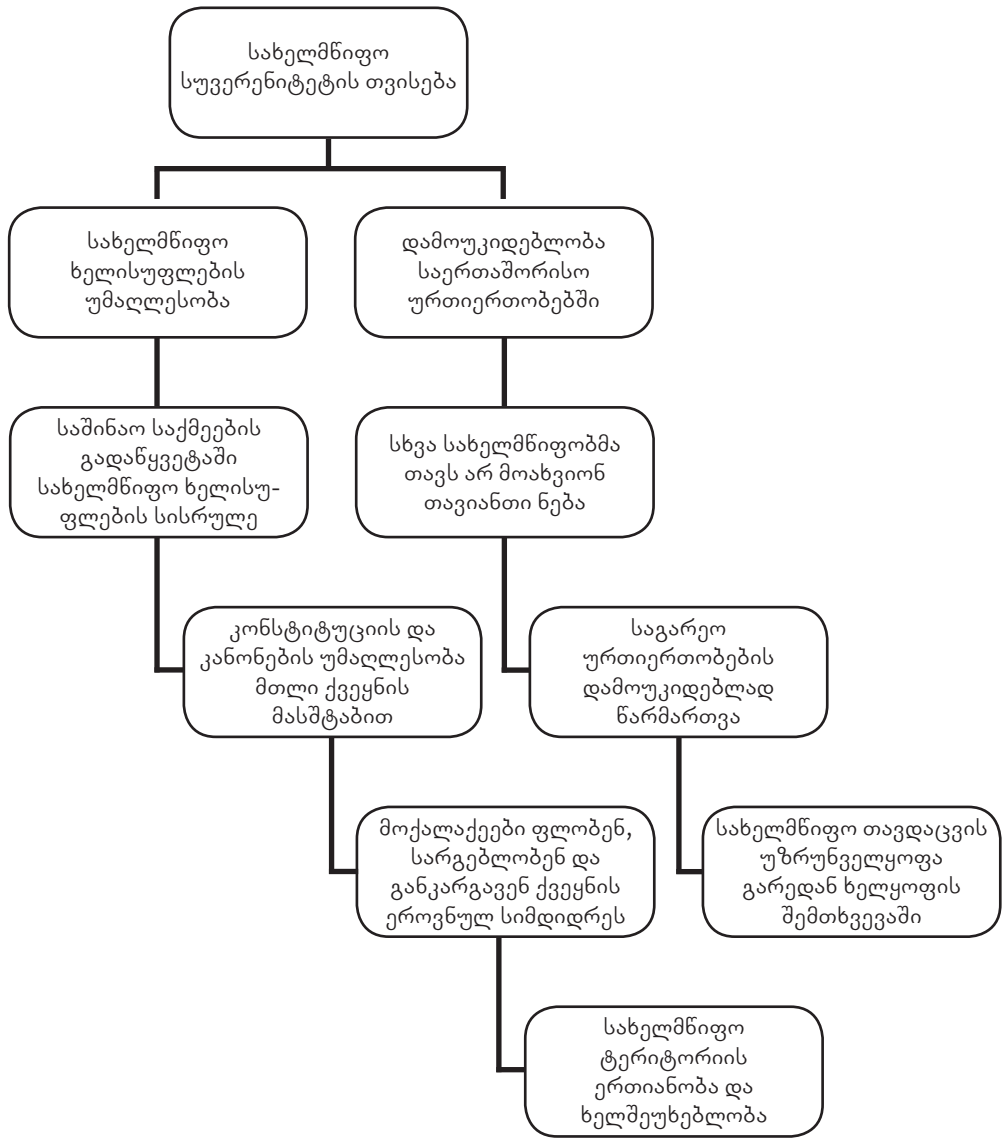 სახელმწიფო
სუვერენიტეტის თვისება
სახელმწიფო
ხელისუფლების
უმაღლესობა
დამოუკიდებლობა
საერთაშორისო
ურთიერთობებში
საშინაო საქმეების
გადაწყვეტაში
სახელმწიფო ხელისუ-
ფლების სისრულე
სხვა სახელმწიფობმა
თავს არ მოახვიონ
თავიანთი ნება
კონსტიტუციის და
კანონების უმაღლესობა
მთლი ქვეყნის
მასშტაბით
საგარეო
ურთიერთობების
დამოუკიდებლად
წარმართვა
მოქალაქეები ფლობენ,
სარგებლობენ და
განკარგავენ ქვეყნის
ეროვნულ სიმდიდრეს
სახელმწიფო თავდაცვის
უზრუნველყოფა
გარედან ხელყოფის
შემთხვევაში
სახელმწიფო
ტერიტორიის
ერთიანობა და
ხელშეუხებლობა